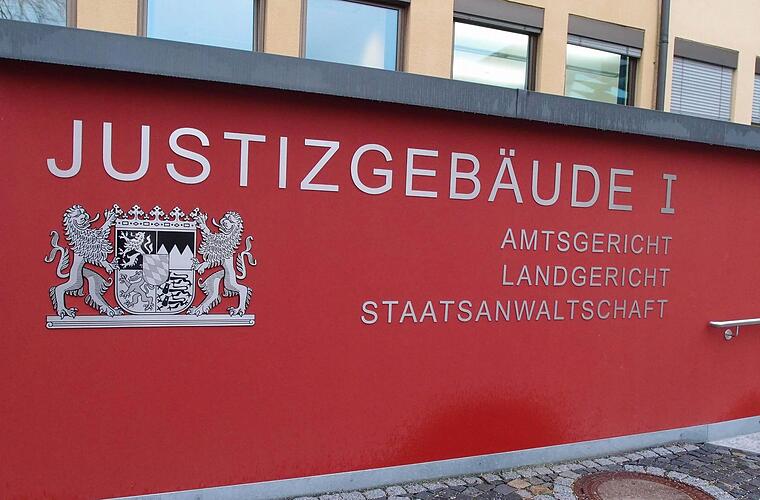 JUSTIZGEBÄUDE I
AMTSGERICHT
LANDGERICHT
STAATSANWALTSCHAFT